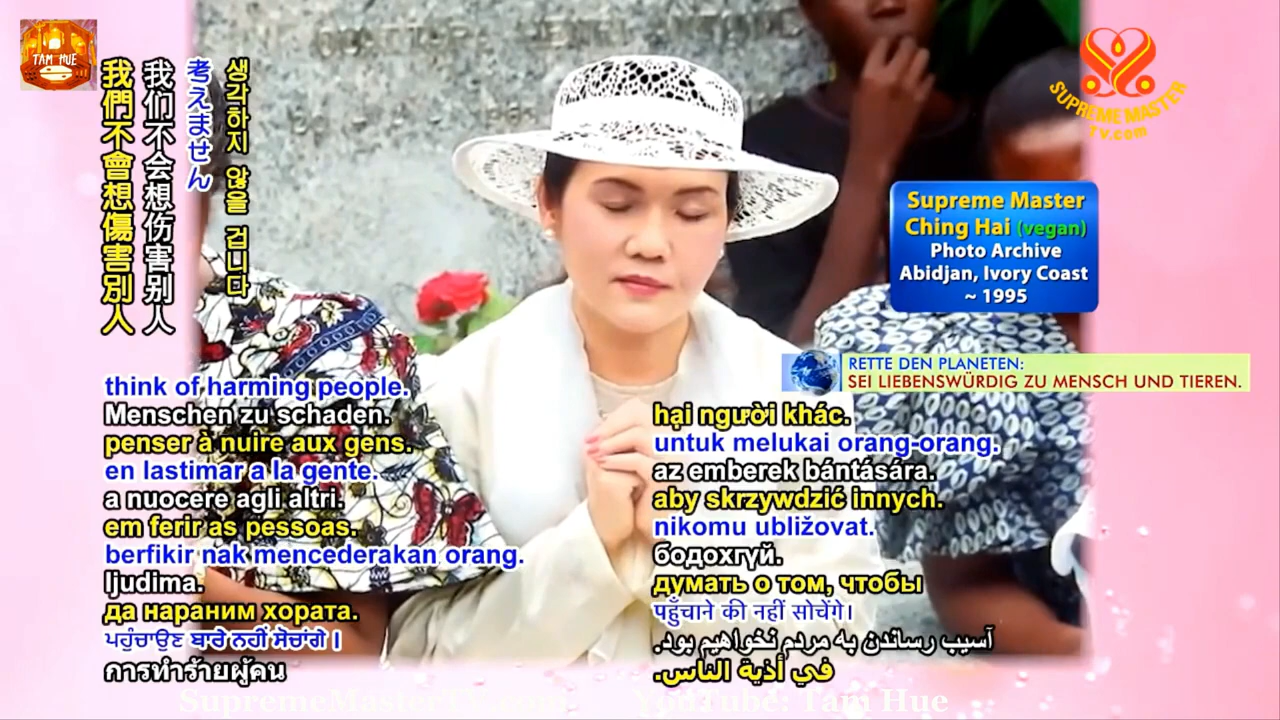 TAM HUE
我們不會想傷害別人
我们不会想伤害别人
考えません
생각하지 않을 겁니다
SUPREME MASTER
TV.com
Supreme Master
Ching Hai (vegan)
Photo Archive
Abidjan, Ivory Coast
~ 1995
RETTE DEN PLANETEN:
SEI LIEBENSWÜRDIG ZU MENSCH UND TIEREN.
think of harming people.
Menschen zu schaden.
penser à nuire aux gens.
en lastimar a la gente.
a nuocere agli altri.
em ferir as pessoas.
berfikir nak mencederakan orang.
ljudima.
да нараним хората.
ਪਹੁੰਚਾਉਣ ਬਾਰੇ ਨਹੀਂ ਸੋਚਾਂਗੇ।
การทำร้ายผู้คน
hại người khác.
untuk melukai orang-orang.
az emberek bántására.
aby skrzywdzić innych.
nikomu ubližovat.
бодохгүй.
думать о том, чтобы
पहुँचाने की नहीं सोचेंगे।
آسیب رساندن به مردم نخواهیم بود.
في أذية الناس.
SupremeMasterTV.com
YouTube: Tam Hue